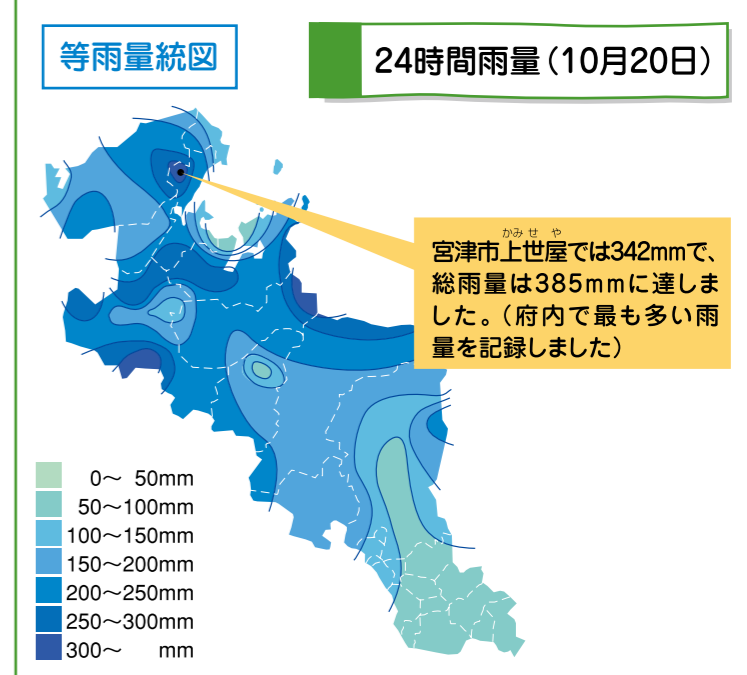 等雨量統図
24時間雨量（10月20日）
かみ せ や
宮津市上世屋では342mmで、
総雨量は385mmに達しま
した。（府内で最も多い雨
量を記録しました）
0〜 50mm
50〜100mm
100〜150mm
150〜200mm
200〜250mm
250〜300mm
300〜 mm